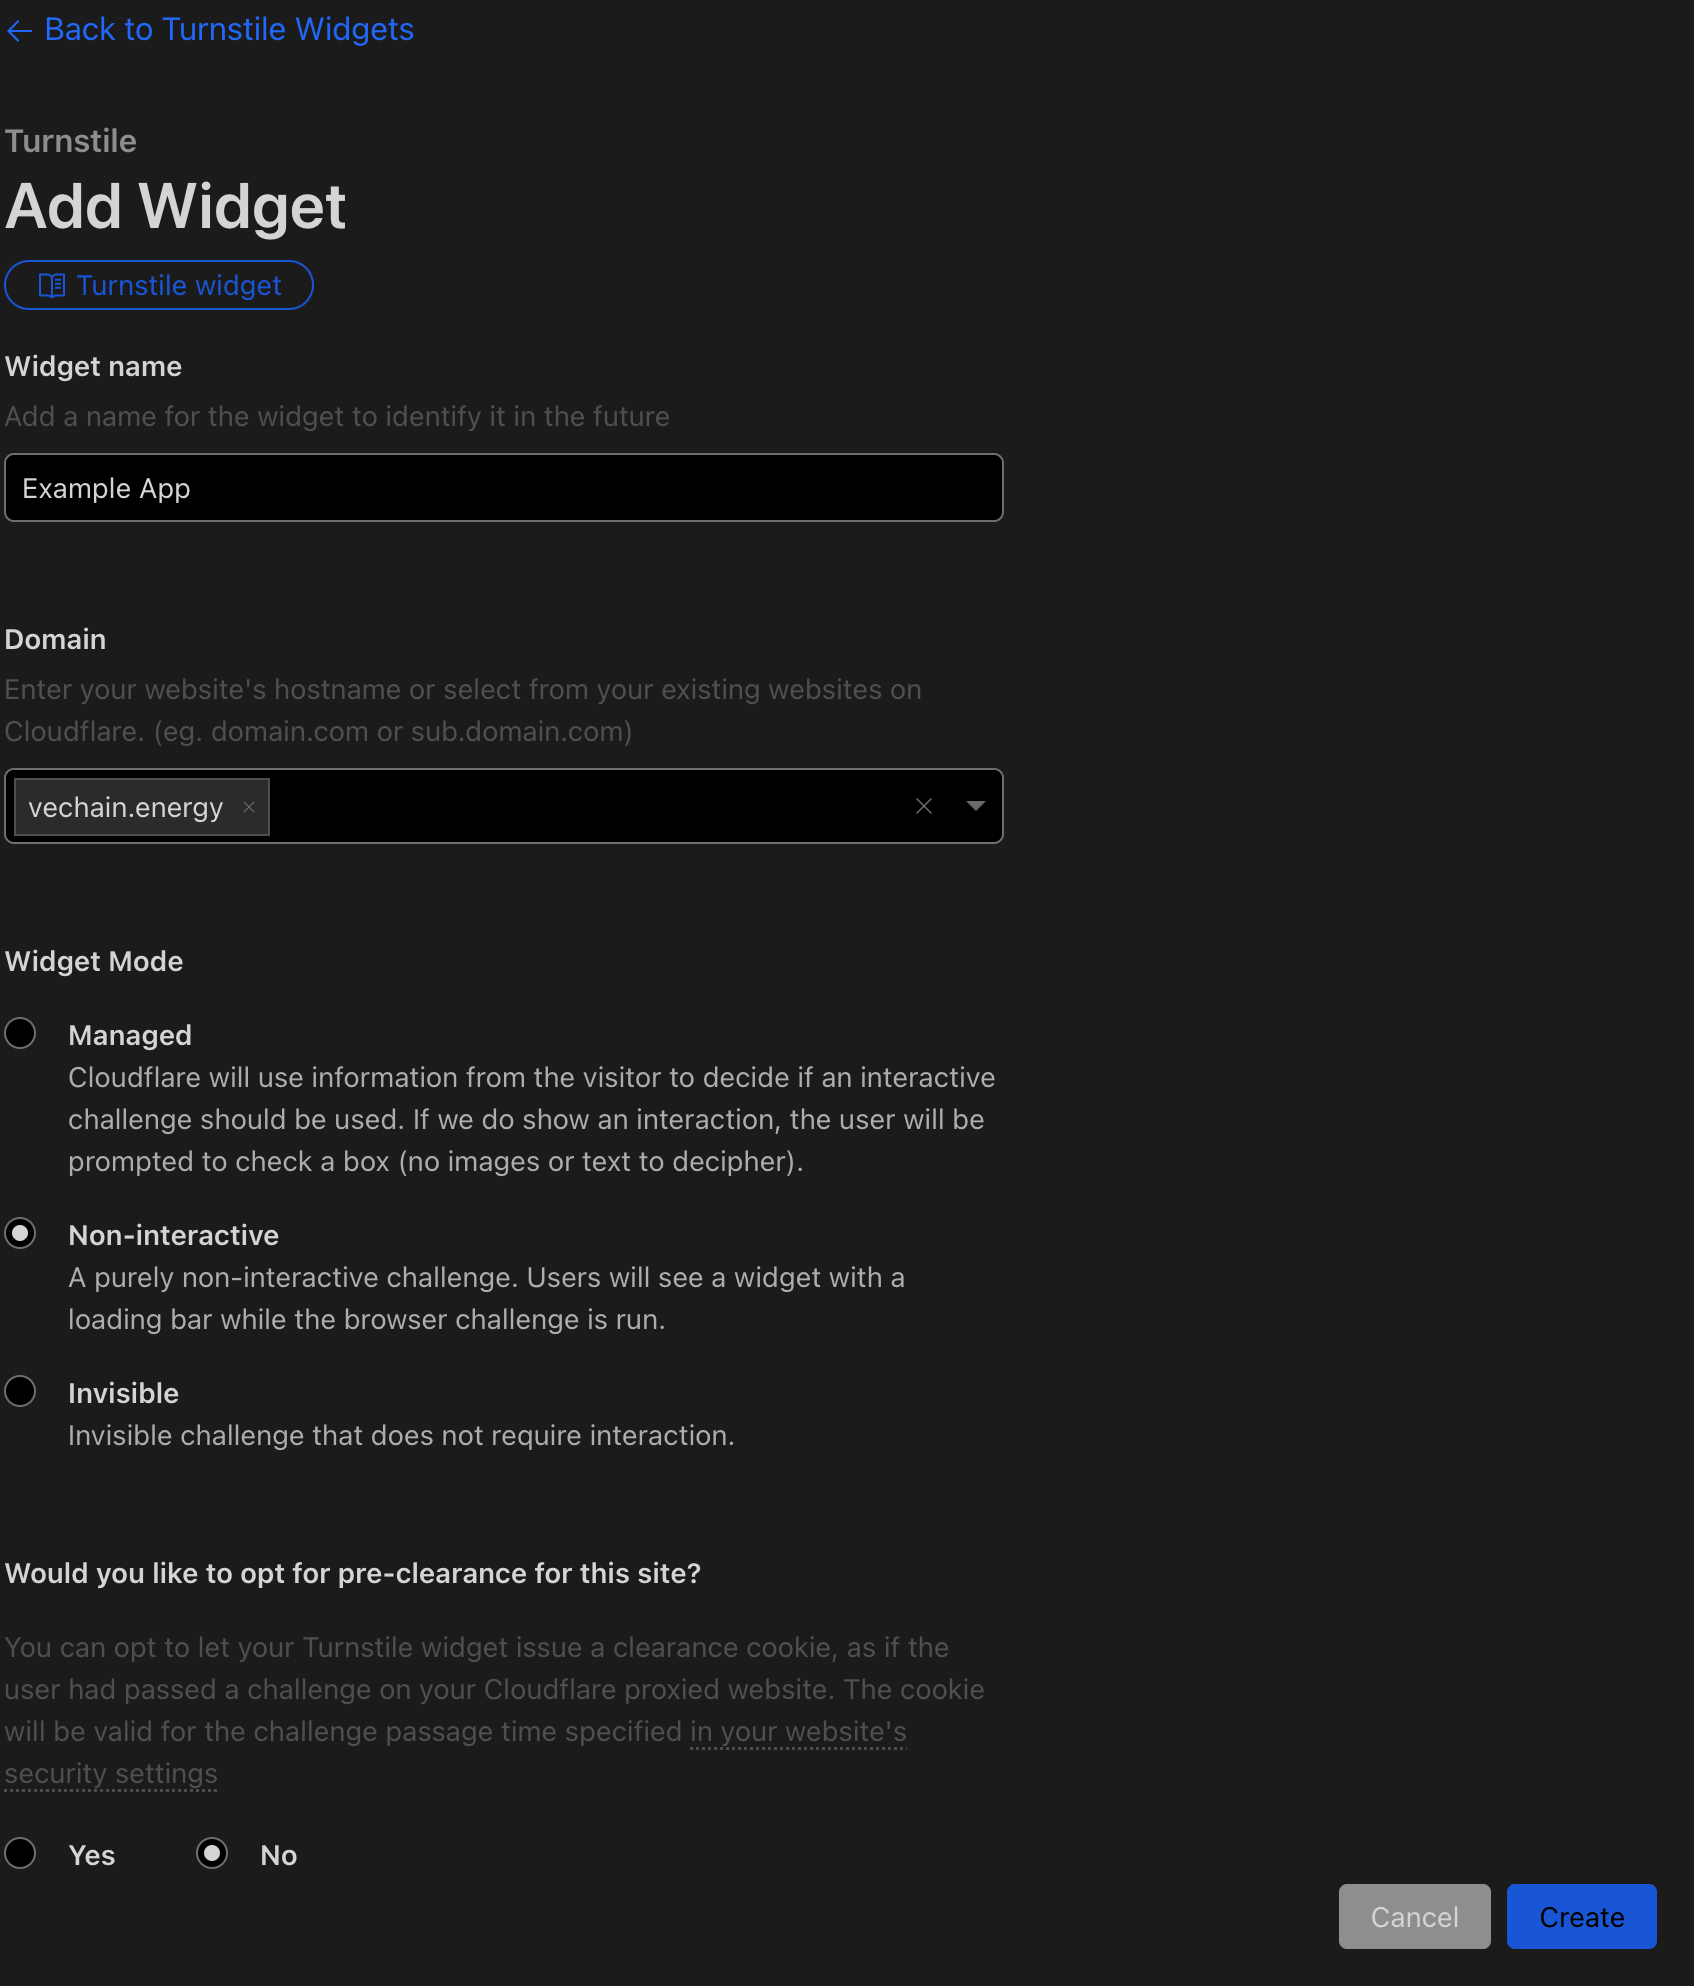 ← Back to Turnstile Widgets
Turnstile
Add Widget
Turnstile widget
Widget name
Add a name for the widget to identify it in the future
Example App
Domain
Enter your website's hostname or select from your existing websites on
Cloudflare. (eg. domain.com or sub.domain.com)
vechain.energy ×
Widget Mode
Managed
Cloudflare will use information from the visitor to decide if an interactive
challenge should be used. If we do show an interaction, the user will be
prompted to check a box (no images or text to decipher).
Non-interactive
A purely non-interactive challenge. Users will see a widget with a
loading bar while the browser challenge is run.
Invisible
Invisible challenge that does not require interaction.
Would you like to opt for pre-clearance for this site?
You can opt to let your Turnstile widget issue a clearance cookie, as if the
user had passed a challenge on your Cloudflare proxied website. The cookie
will be valid for the challenge passage time specified in your website's
security settings
Yes No
Cancel Create